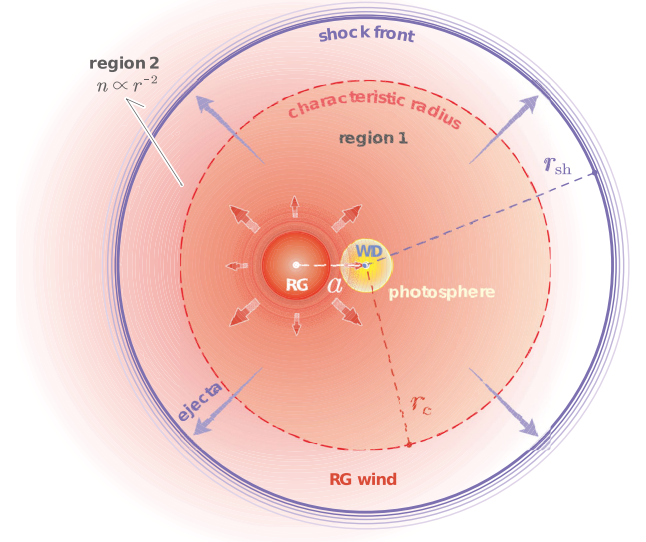 shock front
region 2
n ∝ r⁻²
characteristic radius
region 1
r_sh
WD
RG
a
photosphere
ejecta
r_c
RG wind